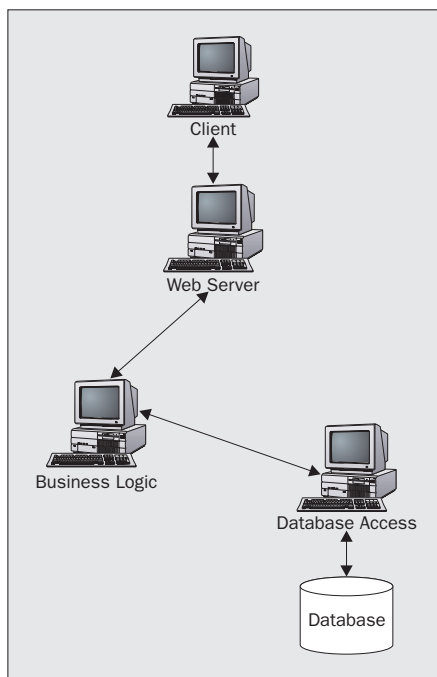 Client
Web Server
Business Logic
Database Access
Database